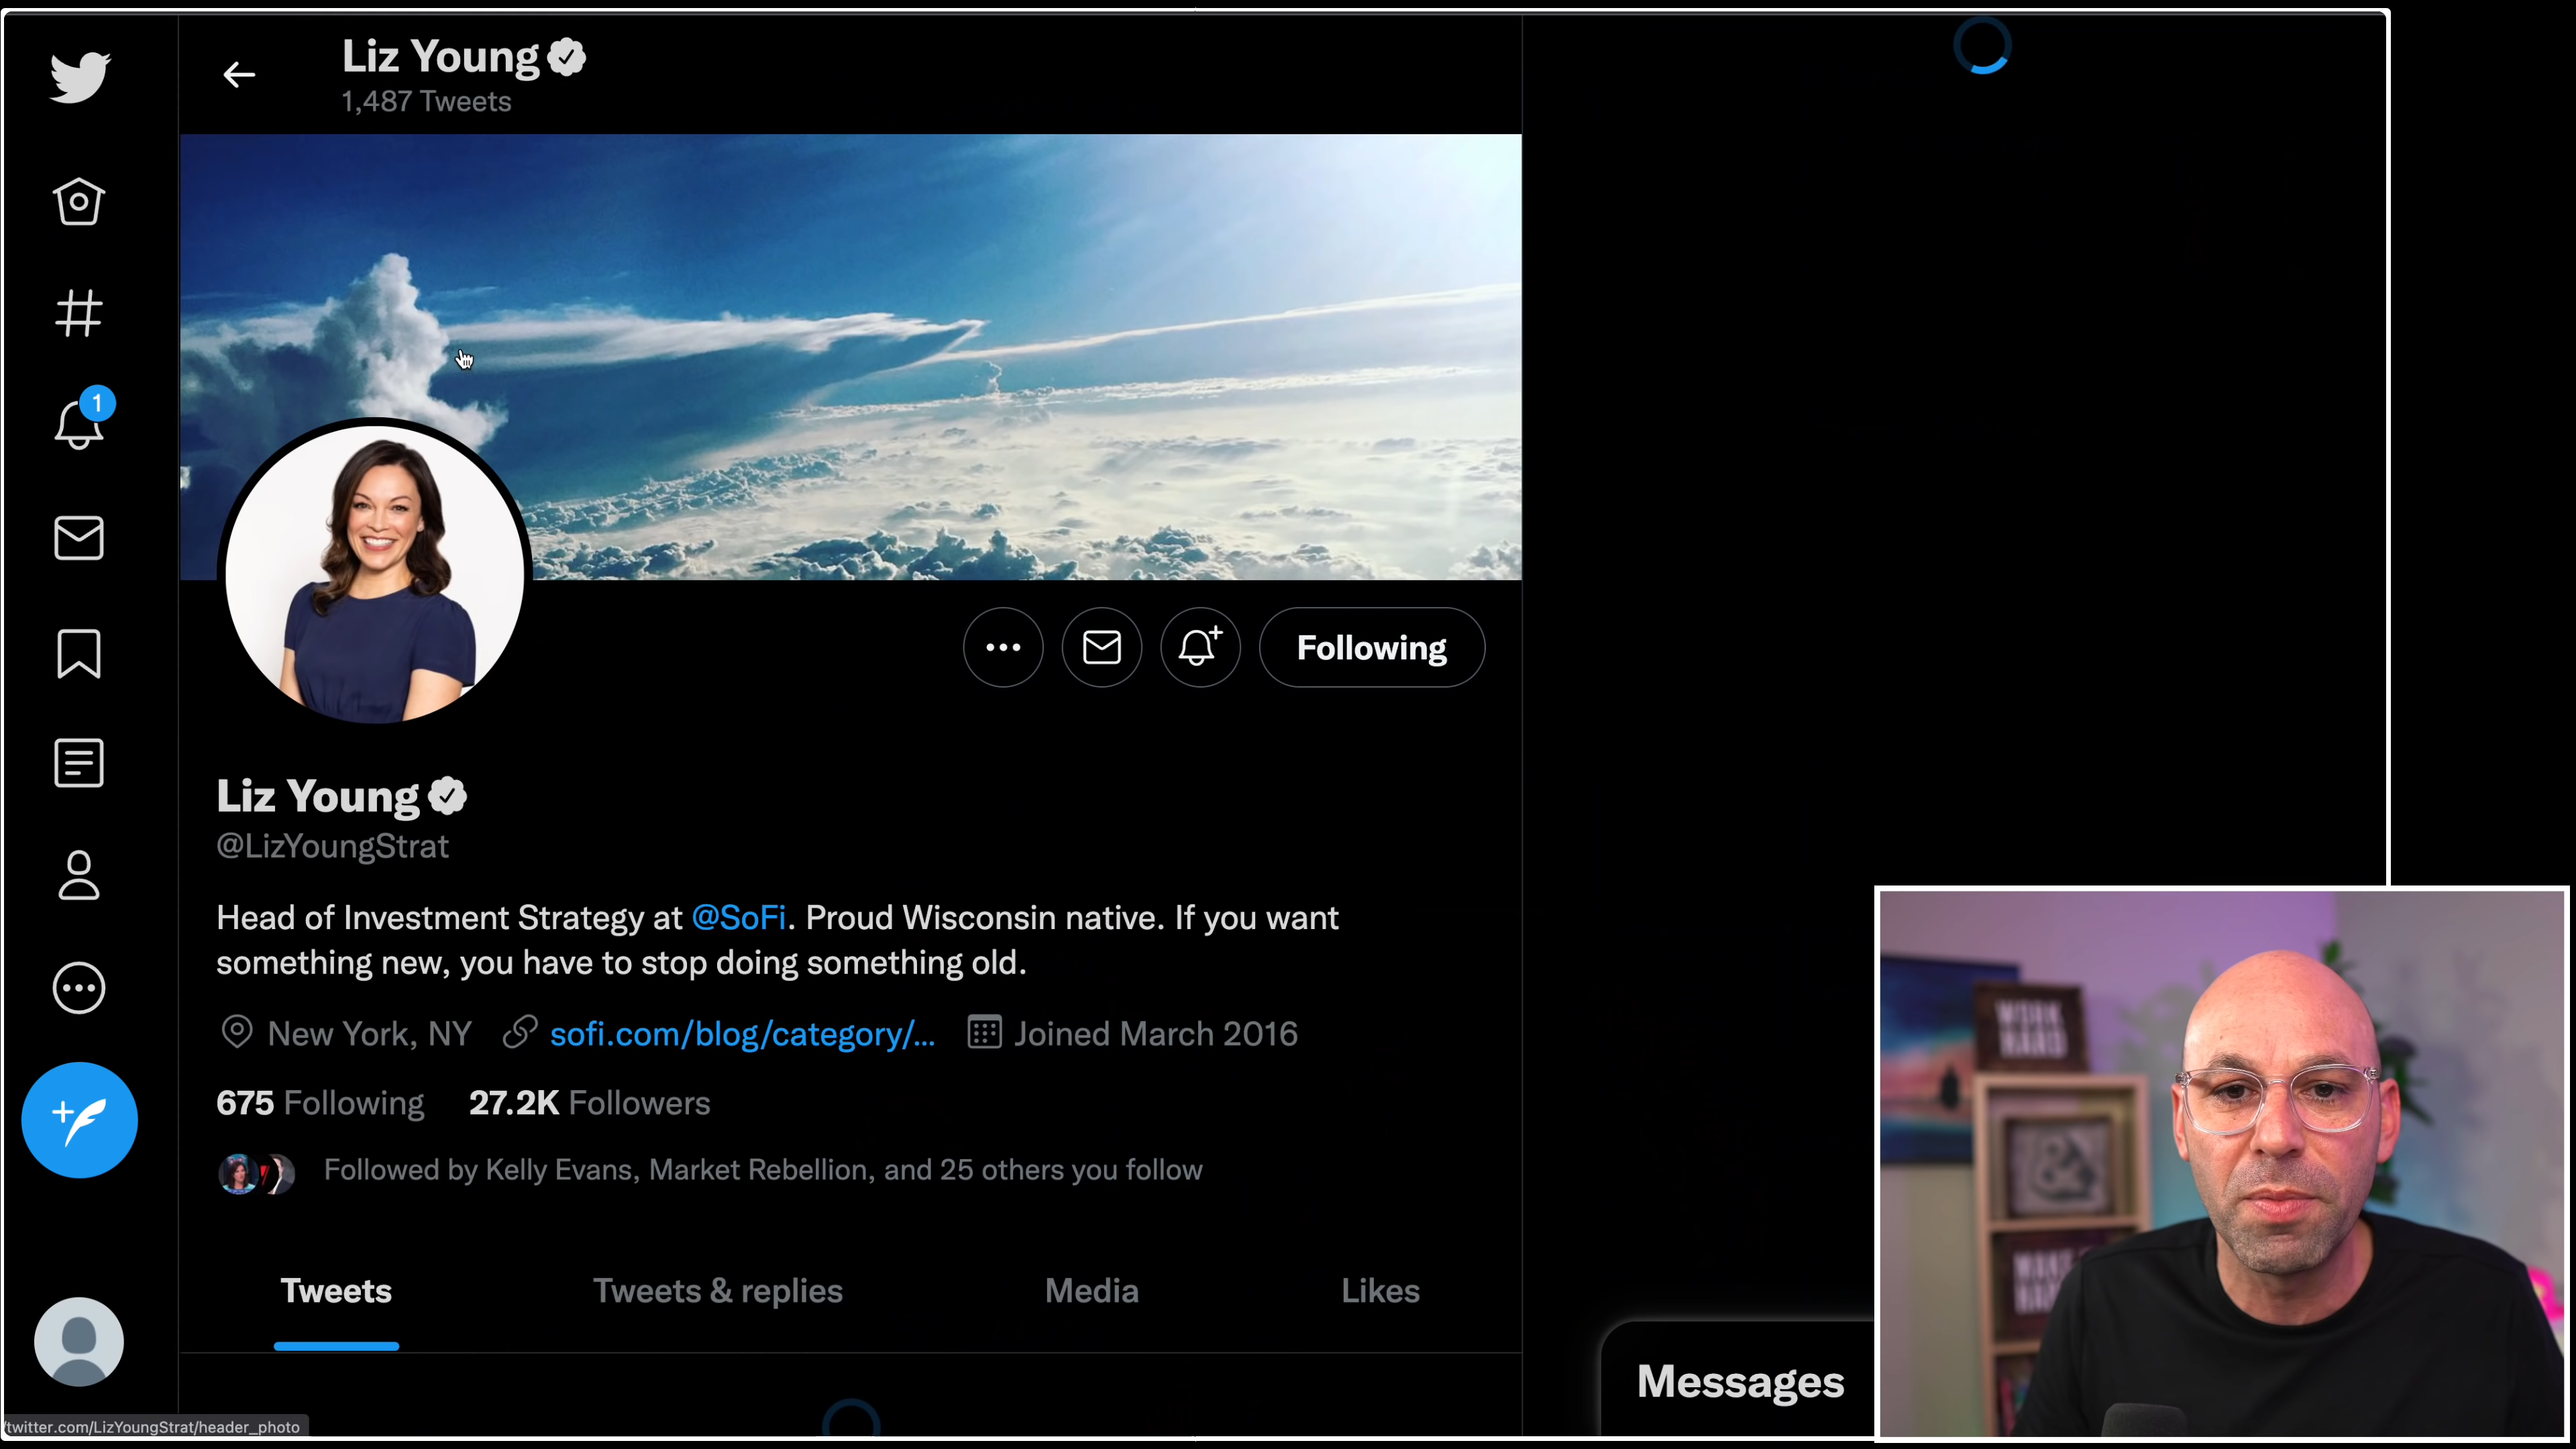 Liz Young
1,487 Tweets
1
Following
Liz Young
@LizYoungStrat
Head of Investment Strategy at @SoFi. Proud Wisconsin native. If you want
something new, you have to stop doing something old.
New York, NY sofi.com/blog/category/... Joined March 2016
675 Following 27.2K Followers
Followed by Kelly Evans, Market Rebellion, and 25 others you follow
Tweets Tweets & replies Media Likes
Messages
/twitter.com/LizYoungStrat/header_photo
WORK
HARD